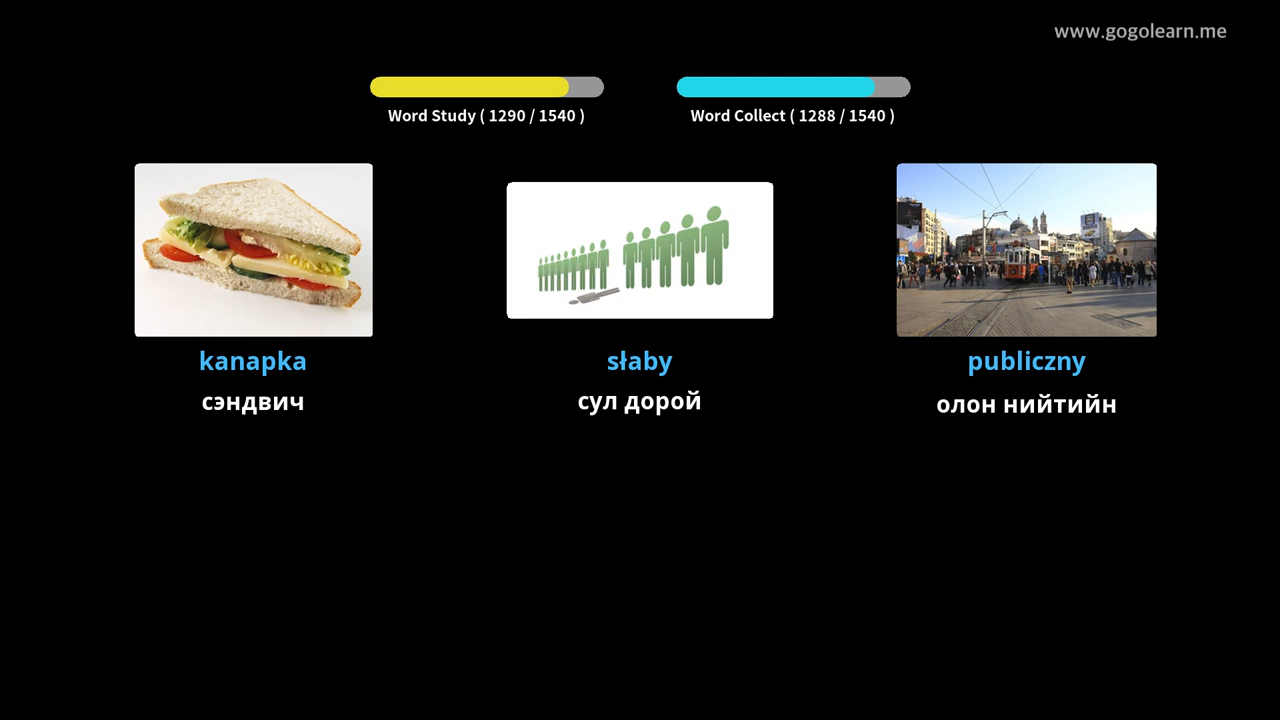 www.gogolearn.me
Word Study ( 1290 / 1540 )
Word Collect ( 1288 / 1540 )
kanapka
słaby
publiczny
сэндвич
сул дорой
олон нийтийн